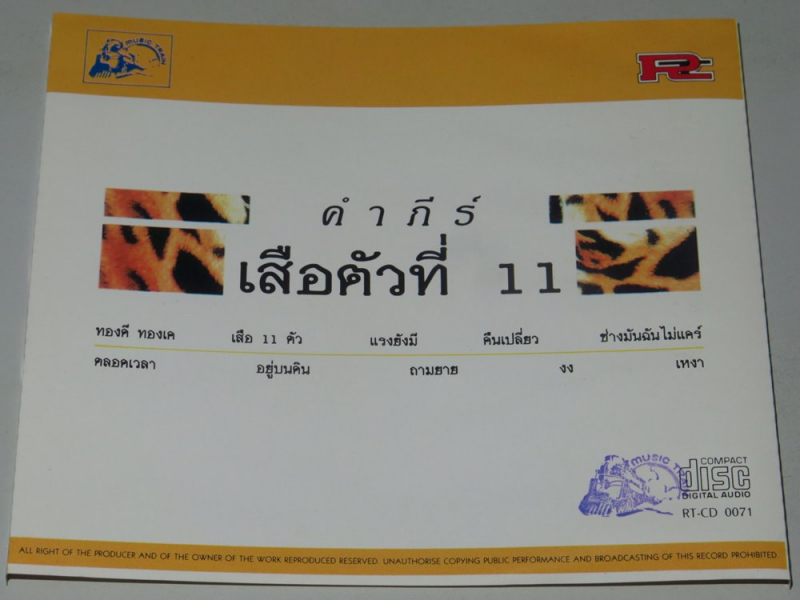 MUSIC TRAIN
คำภีร์
เสือตัวที่ 11
ทองดี ทองเค เสือ 11 ตัว แรงยังมี คืนเปลี่ยว ช่างมันฉันไม่แคร์
ตลอดเวลา อยู่บนดิน ถามยาย งง เหงา
MUSIC
COMPACT
disc
DIGITAL AUDIO
RT-CD 0071
ALL RIGHT OF THE PRODUCER AND OF THE OWNER OF THE WORK REPRODUCED RESERVED. UNAUTHORISE COPYING PUBLIC PERFORMANCE AND BROADCASTING OF THIS RECORD PROHIBITED.